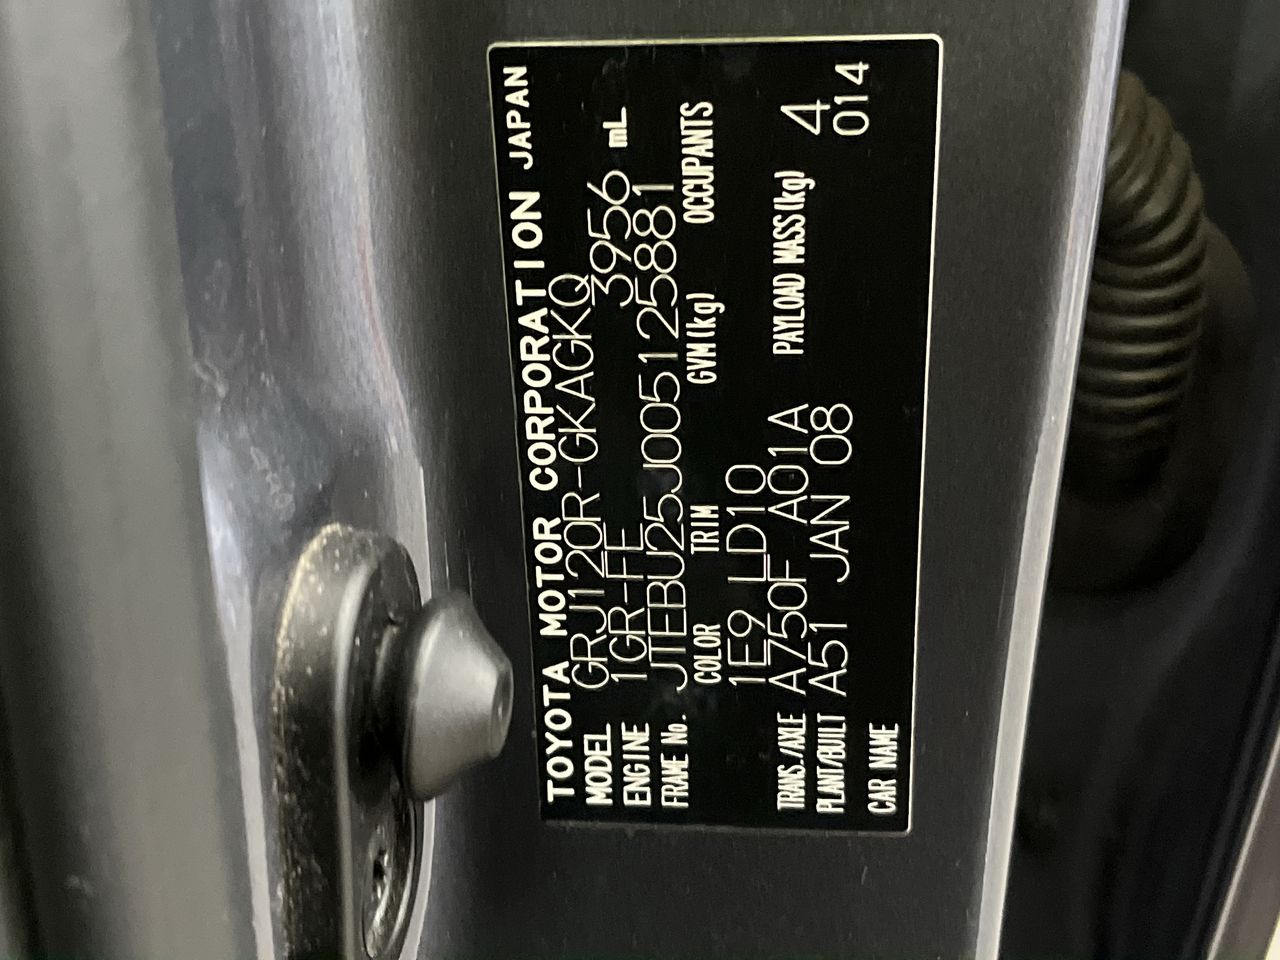 TOYOTA MOTOR CORPORATION JAPAN
MODEL GRJ120R-GKAGKQ
ENGINE 1GR-FE 3956 mL
FRAME No. JTEBU25J005125881
COLOR TRIM GVM(kg) OCCUPANTS
1E9 LD10
TRANS./AXLE A750F A01A PAYLOAD MASS(kg) 4
PLANT/BUILT A51 JAN 08 014
CAR NAME